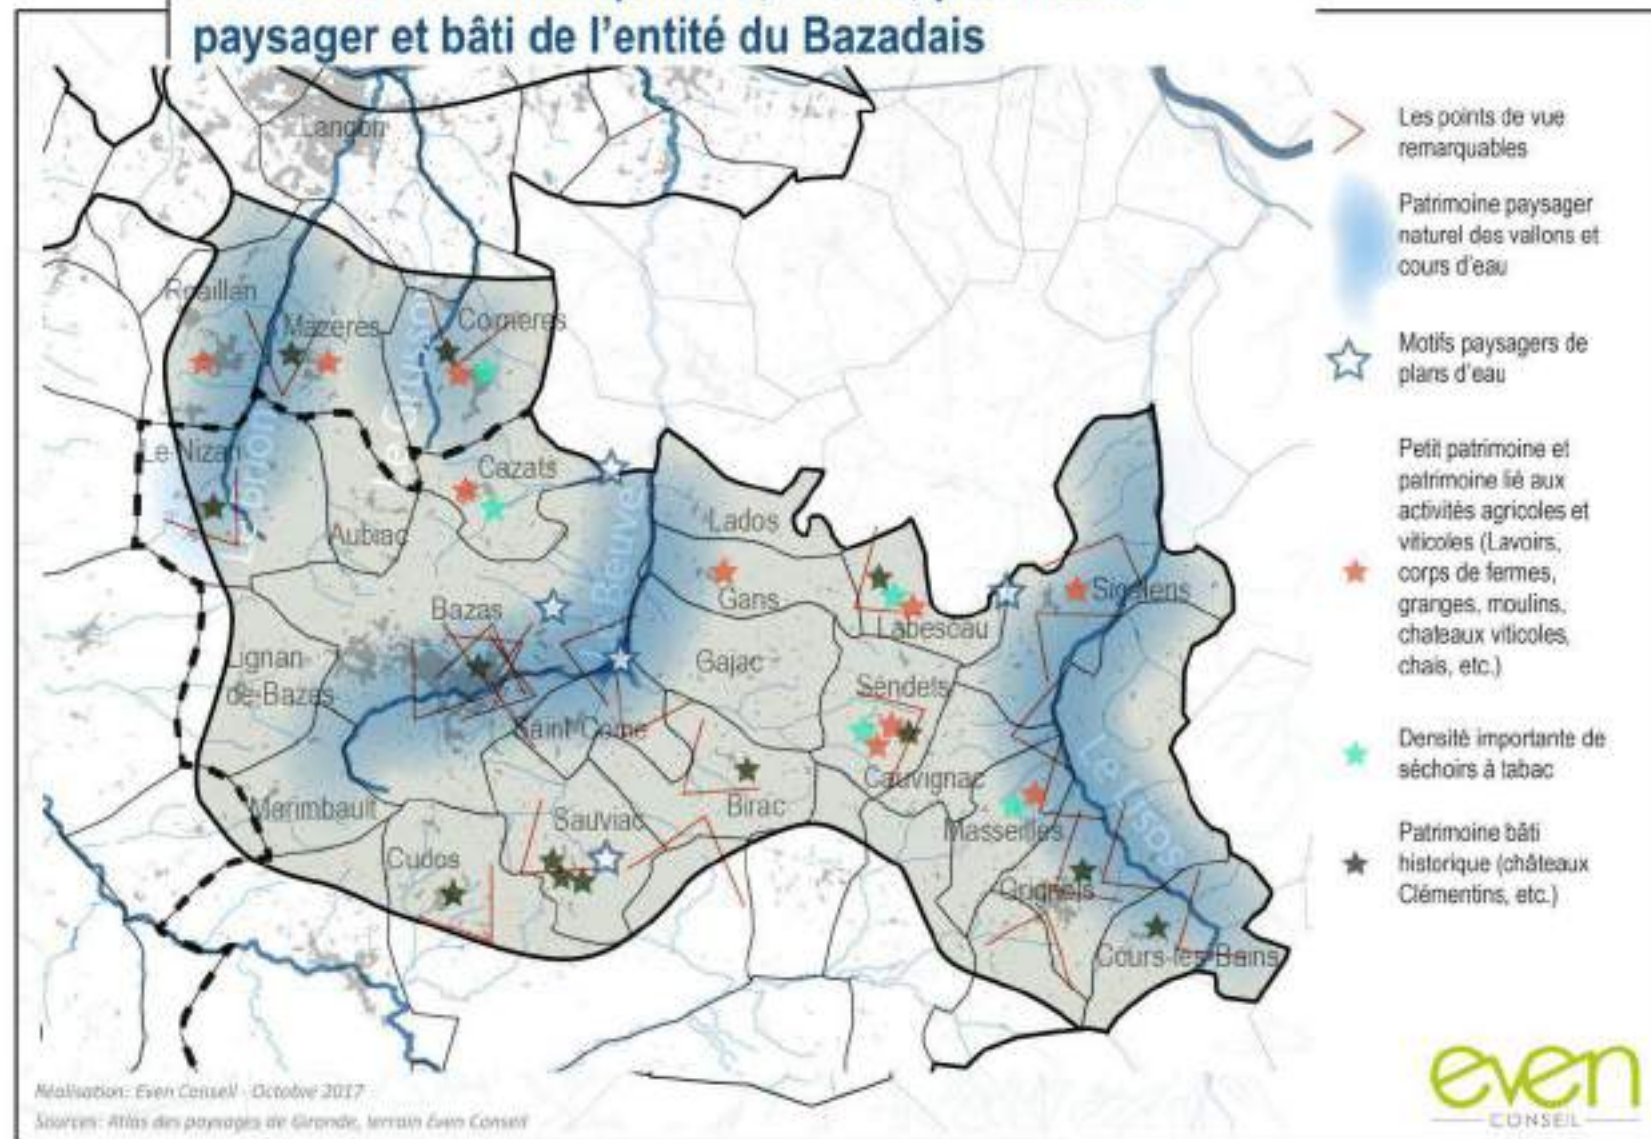 paysager et bâti de l'entité du Bazadais
Langon
Roaillan
Mazeres
Coimeres
Le Nizan
Cazats
Aubiac
Beuve
Lados
Gans
Bazas
Labescau
Sigalens
Lignan
de-Bazas
Gajac
Sendets
Saint-Come
Cauvignac
Marimbault
Sauviac
Birac
Masseilles
Le Lisos
Cudos
Grignols
Cours-les-Bains
Les points de vue
remarquables
Patrimoine paysager
naturel des vallons et
cours d'eau
Motifs paysagers de
plans d'eau
Petit patrimoine et
patrimoine lié aux
activités agricoles et
viticoles (Lavoirs,
corps de fermes,
granges, moulins,
chateaux viticoles,
chais, etc.)
Densité importante de
séchoirs à tabac
Patrimoine bâti
historique (châteaux
Clémentins, etc.)
Réalisation: Even Conseil - Octobre 2017
Sources: Atlas des paysages de Gironde, terrain Even Conseil
even
CONSEIL